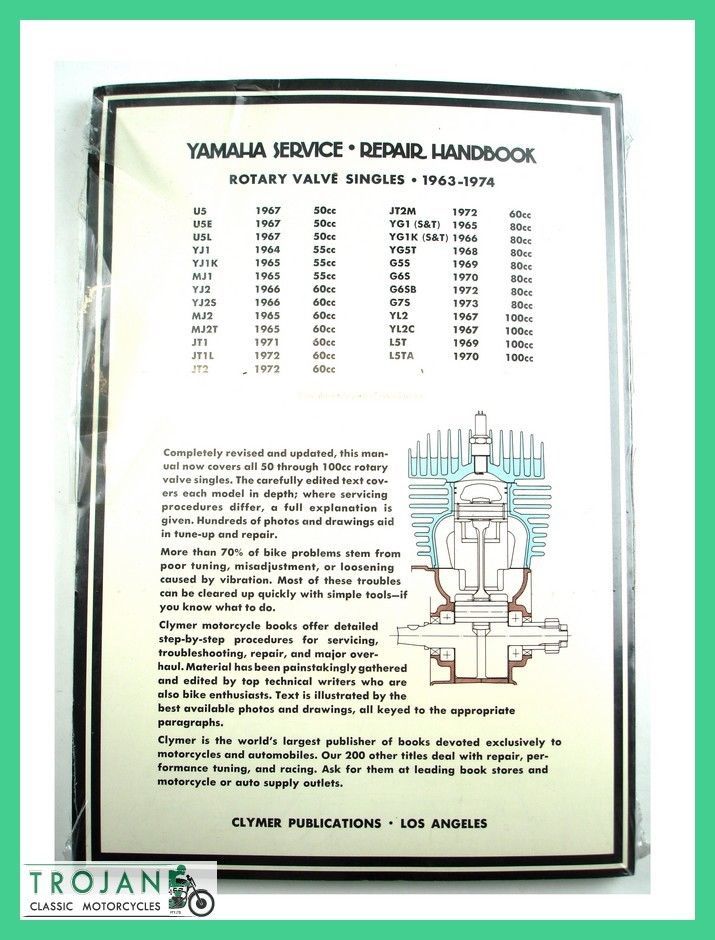 YAMAHA SERVICE • REPAIR HANDBOOK
ROTARY VALVE SINGLES • 1963-1974
U5 1967 50cc
U5E 1967 50cc
U5L 1967 50cc
YJ1 1964 55cc
YJ1K 1965 55cc
MJ1 1965 55cc
YJ2 1966 60cc
YJ2S 1966 60cc
MJ2 1965 60cc
MJ2T 1965 60cc
JT1 1971 60cc
JT1L 1972 60cc
JT2 1972 60cc
JT2M 1972 60cc
YG1 (S&T) 1965 80cc
YG1K (S&T) 1966 80cc
YG5T 1968 80cc
G5S 1969 80cc
G6S 1970 80cc
G6SB 1972 80cc
G7S 1973 80cc
YL2 1967 100cc
YL2C 1967 100cc
L5T 1969 100cc
L5TA 1970 100cc
Completely revised and updated, this man-
ual now covers all 50 through 100cc rotary
valve singles. The carefully edited text cov-
ers each model in depth; where servicing
procedures differ, a full explanation is
given. Hundreds of photos and drawings aid
in tune-up and repair.
More than 70% of bike problems stem from
poor tuning, misadjustment, or loosening
caused by vibration. Most of these troubles
can be cleared up quickly with simple tools—if
you know what to do.
Clymer motorcycle books offer detailed
step-by-step procedures for servicing,
troubleshooting, repair, and major over-
haul. Material has been painstakingly gathered
and edited by top technical writers who are
also bike enthusiasts. Text is illustrated by the
best available photos and drawings, all keyed to the appropriate
paragraphs.
Clymer is the world's largest publisher of books devoted exclusively to
motorcycles and automobiles. Our 200 other titles deal with repair, per-
formance tuning, and racing. Ask for them at leading book stores and
motorcycle or auto supply outlets.
CLYMER PUBLICATIONS • LOS ANGELES
TROJAN
CLASSIC MOTORCYCLES